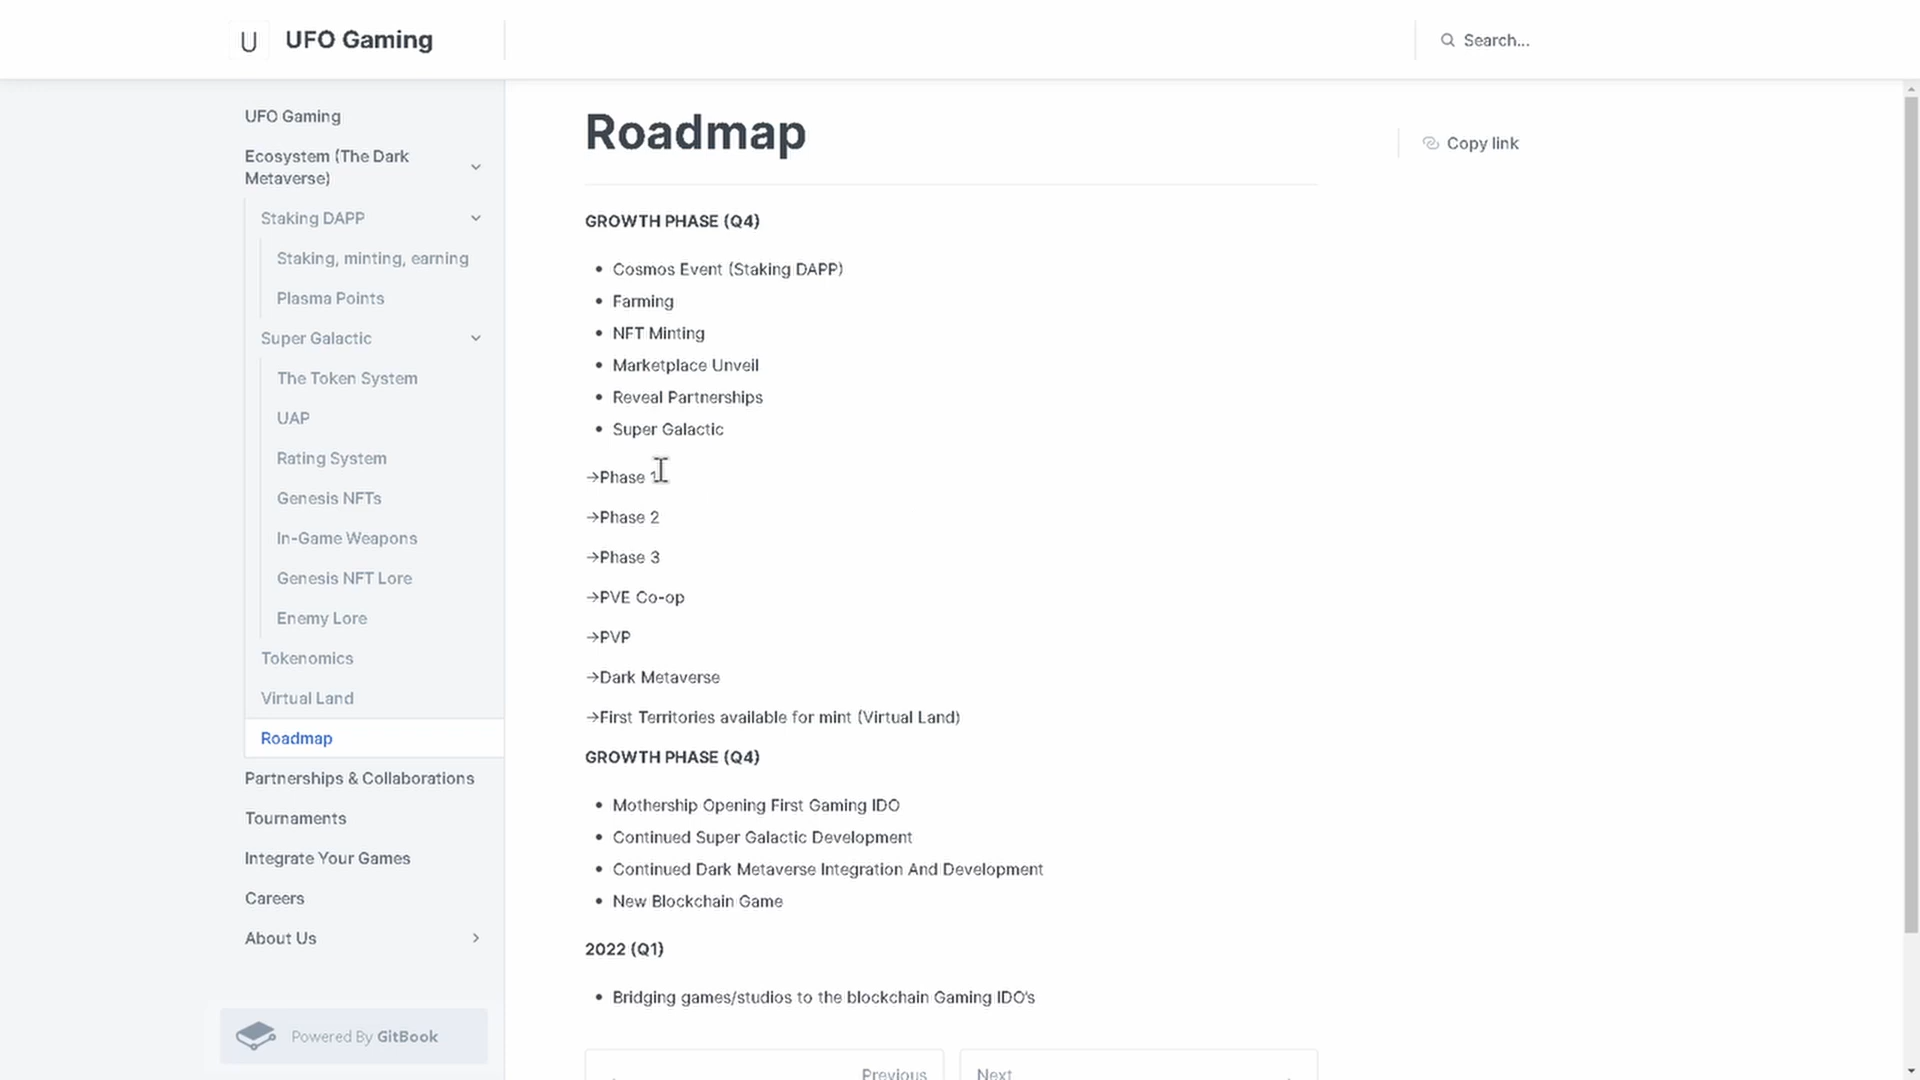 U UFO Gaming
Search...
UFO Gaming
Ecosystem (The Dark
Metaverse)
Staking DAPP
Staking, minting, earning
Plasma Points
Super Galactic
The Token System
UAP
Rating System
Genesis NFTs
In-Game Weapons
Genesis NFT Lore
Enemy Lore
Tokenomics
Virtual Land
Roadmap
Partnerships & Collaborations
Tournaments
Integrate Your Games
Careers
About Us
Powered By GitBook
Roadmap
Copy link
GROWTH PHASE (Q4)
• Cosmos Event (Staking DAPP)
• Farming
• NFT Minting
• Marketplace Unveil
• Reveal Partnerships
• Super Galactic
→Phase 1
→Phase 2
→Phase 3
→PVE Co-op
→PVP
→Dark Metaverse
→First Territories available for mint (Virtual Land)
GROWTH PHASE (Q4)
• Mothership Opening First Gaming IDO
• Continued Super Galactic Development
• Continued Dark Metaverse Integration And Development
• New Blockchain Game
2022 (Q1)
• Bridging games/studios to the blockchain Gaming IDO's
Previous
Next